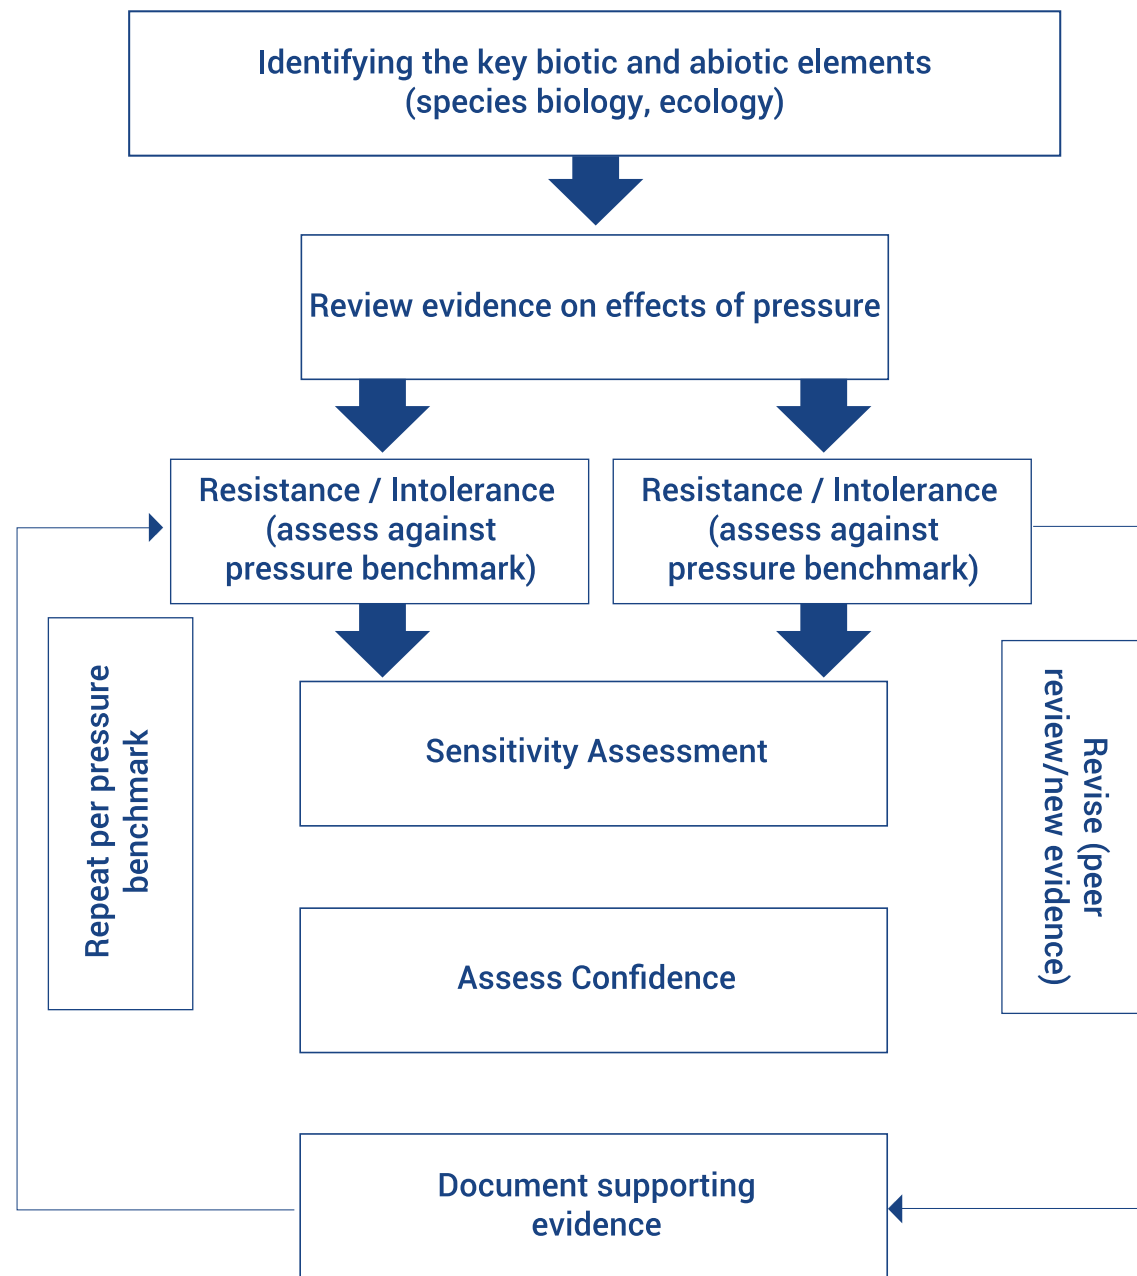 Identifying the key biotic and abiotic elements
(species biology, ecology)
Review evidence on effects of pressure
Resistance / Intolerance
(assess against
pressure benchmark)
Resistance / Intolerance
(assess against
pressure benchmark)
Repeat per pressure
benchmark
Sensitivity Assessment
Revise (peer
review/new evidence)
Assess Confidence
Document supporting
evidence